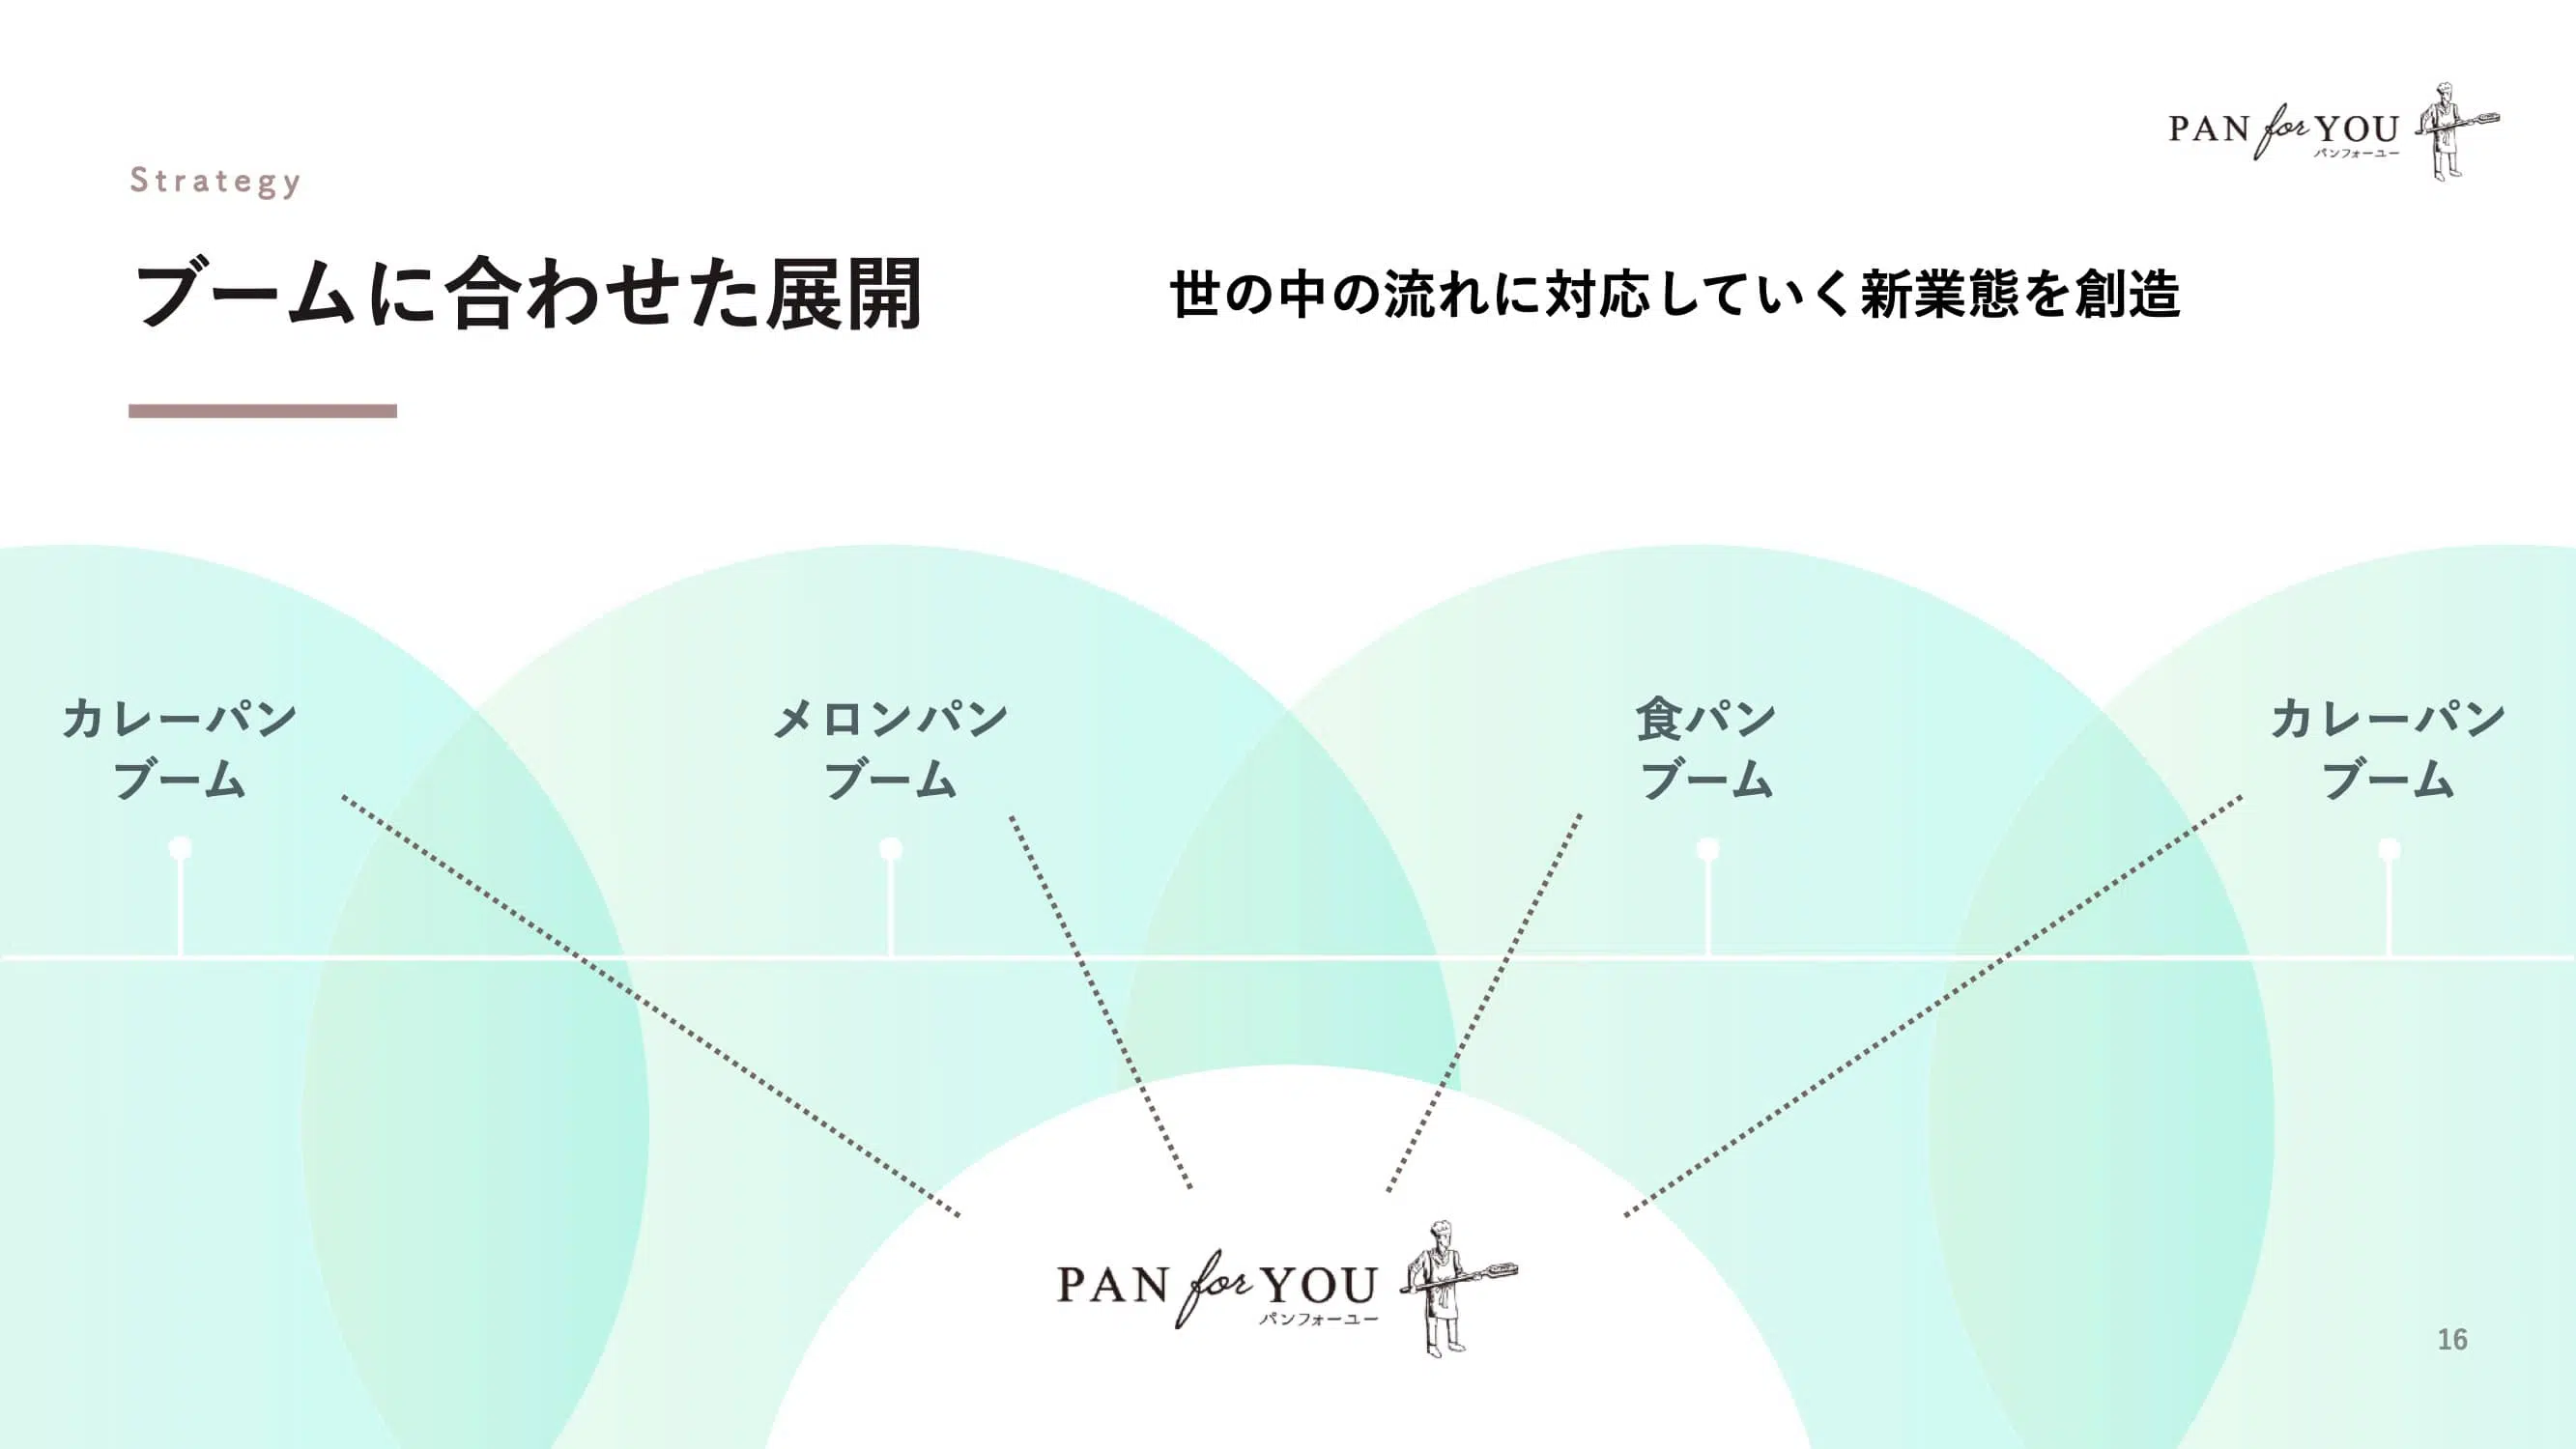 PAN for YOU
パンフォーユー
Strategy
ブームに合わせた展開
世の中の流れに対応していく新業態を創造
カレーパン
ブーム
メロンパン
ブーム
食パン
ブーム
カレーパン
ブーム
PAN for YOU
パンフォーユー
16